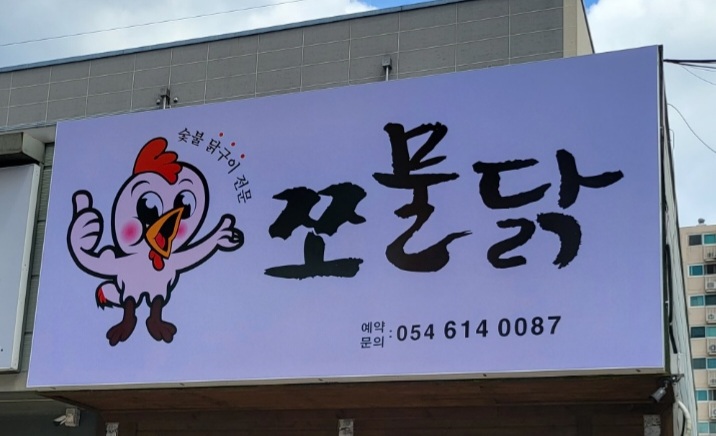 숯불 닭구이 전문
쪼물닭
예약
문의 : 054 614 0087